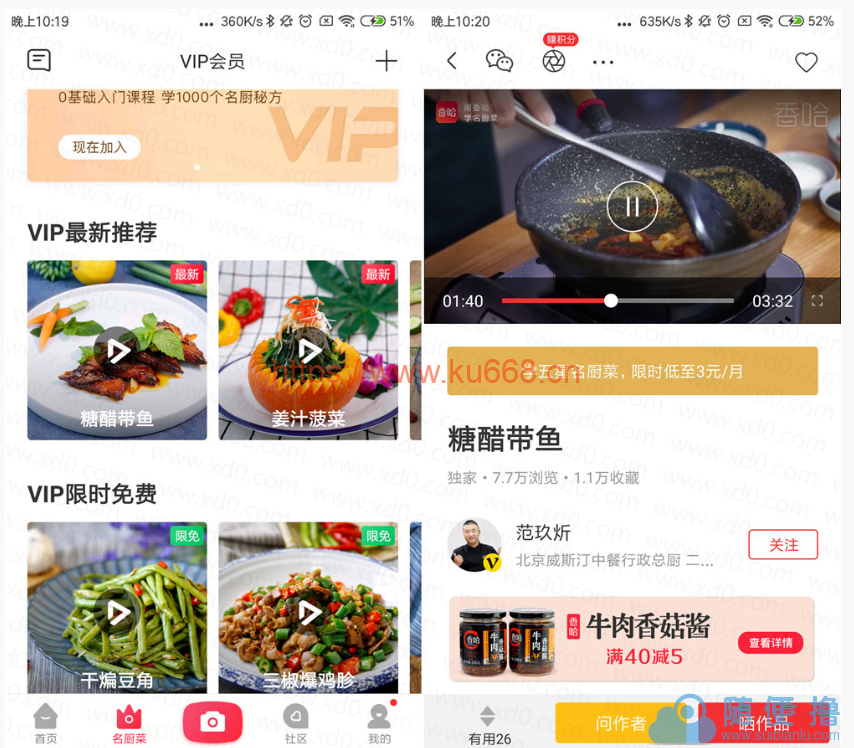 晚上10:19
... 360K/s 51%
VIP会员
0基础入门课程 学1000个名厨秘方
VIP
现在加入
VIP最新推荐
最新
糖醋带鱼
最新
姜汁菠菜
VIP限时免费
限免
干煸豆角
限免
三椒爆鸡胗
首页
名厨菜
社区
我的
晚上10:20
... 635K/s 52%
赚积分
香哈
用香哈
学名厨菜
香哈
01:40
03:32
学五星名厨菜，限时低至3元/月
https://www.ku668.cn
糖醋带鱼
独家·7.7万浏览·1.1万收藏
范玖炘
北京威斯汀中餐行政总厨 二...
关注
香哈
牛肉香菇酱
满40减5
查看详情
有用26
问作者
晒作品
随便撸
www.suibianlu.com
www.xd0.com